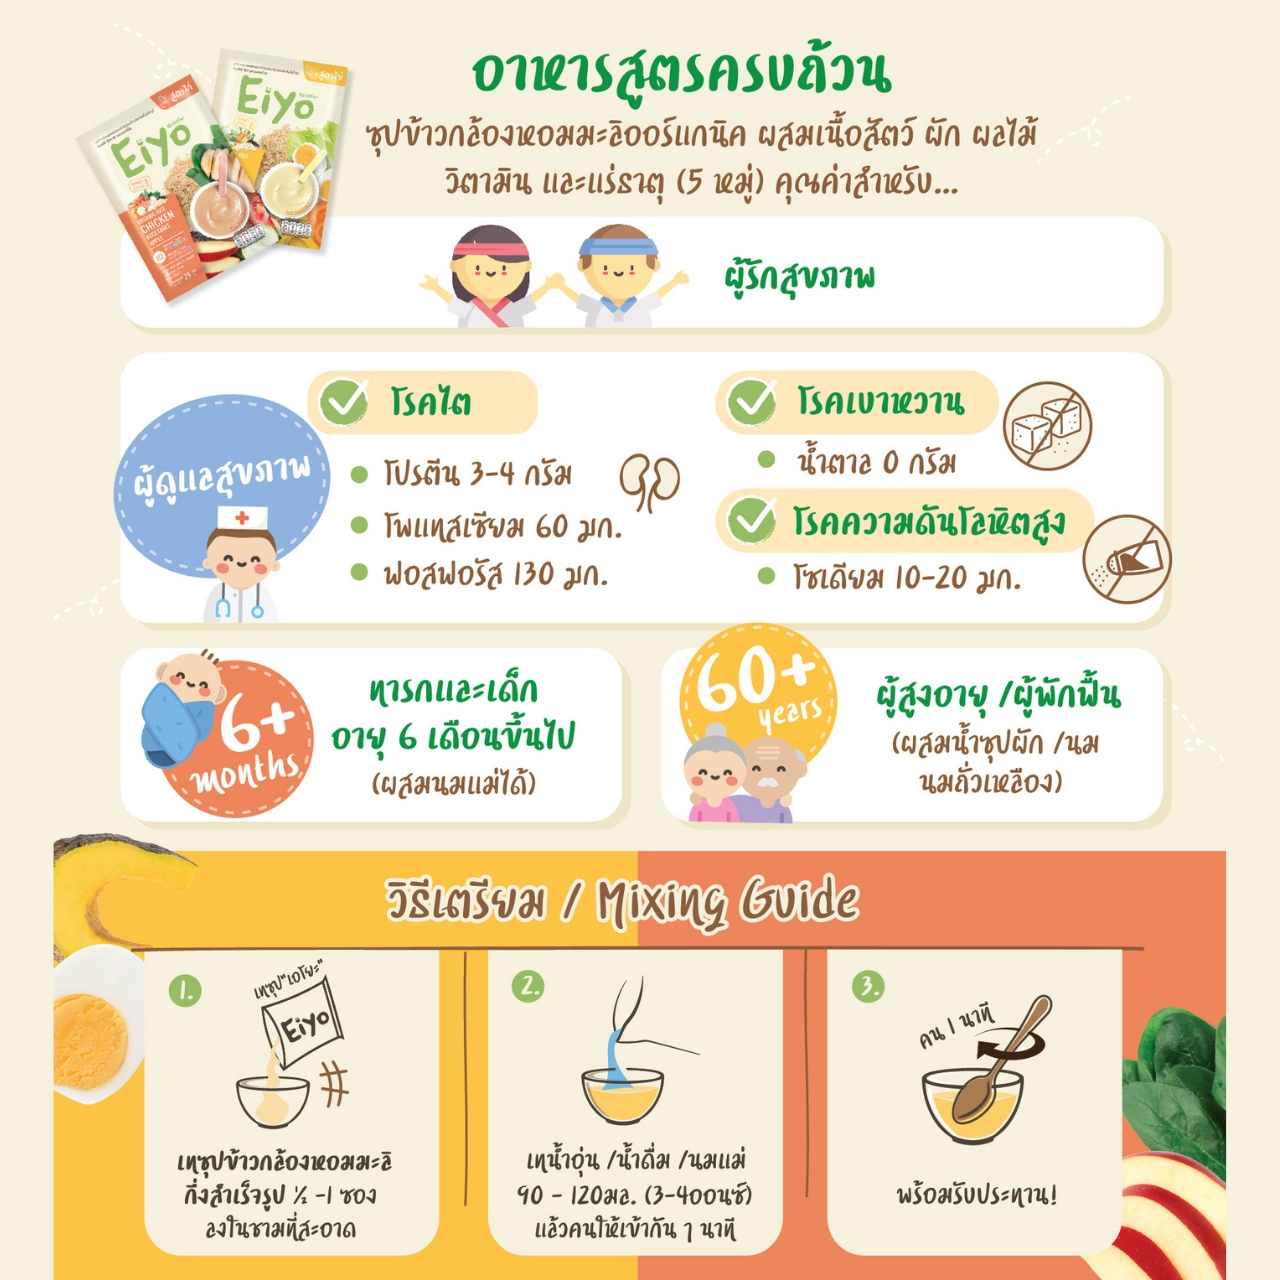 อาหารสูตรครบถ้วน
ซุปข้าวกล้องหอมมะลิออร์แกนิค ผสมเนื้อสัตว์ ผัก ผลไม้
วิตามิน และแร่ธาตุ (5 หมู่) คุณค่าสำหรับ...
สูตรไก่
EiYo
ORGANIC RICE
CHICKEN
VEGETABLE
APPLE
สูตรไข่
EiYo
ผู้รักสุขภาพ
ผู้ดูแลสุขภาพ
โรคไต
โปรตีน 3-4 กรัม
โพแทสเซียม 60 มก.
ฟอสฟอรัส 130 มก.
โรคเบาหวาน
น้ำตาล 0 กรัม
โรคความดันโลหิตสูง
โซเดียม 10-20 มก.
6+
months
ทารกและเด็ก
อายุ 6 เดือนขึ้นไป
(ผสมนมแม่ได้)
60+
years
ผู้สูงอายุ /ผู้พักฟื้น
(ผสมน้ำซุปผัก /นม
นมถั่วเหลือง)
วิธีเตรียม / Mixing Guide
1.
เทซุป"เอโยะ"
EiYo
เทซุปข้าวกล้องหอมมะลิ
กึ่งสำเร็จรูป ½ -1 ซอง
ลงในชามที่สะอาด
2.
เทน้ำอุ่น /น้ำดื่ม /นมแม่
90 - 120มล. (3-4ออนซ์)
แล้วคนให้เข้ากัน 1 นาที
3.
คน 1 นาที
พร้อมรับประทาน!